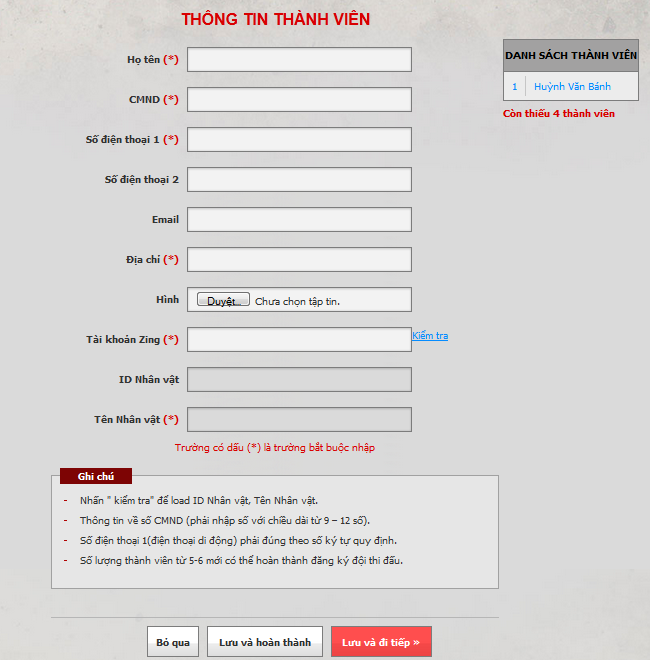 THÔNG TIN THÀNH VIÊN
Họ tên (*)
CMND (*)
Số điện thoại 1 (*)
Số điện thoại 2
Email
Địa chỉ (*)
Hình Duyệt... Chưa chọn tập tin.
Tài khoản Zing (*) Kiểm tra
ID Nhân vật
Tên Nhân vật (*)
Trường có dấu (*) là trường bắt buộc nhập
DANH SÁCH THÀNH VIÊN
1 Huỳnh Văn Bánh
Còn thiếu 4 thành viên
Ghi chú
- Nhấn " kiểm tra" để load ID Nhân vật, Tên Nhân vật.
- Thông tin về số CMND (phải nhập số với chiều dài từ 9 – 12 số).
- Số điện thoại 1(điện thoại di động) phải đúng theo số ký tự quy định.
- Số lượng thành viên từ 5-6 mới có thể hoàn thành đăng ký đội thi đấu.
Bỏ qua Lưu và hoàn thành Lưu và đi tiếp »